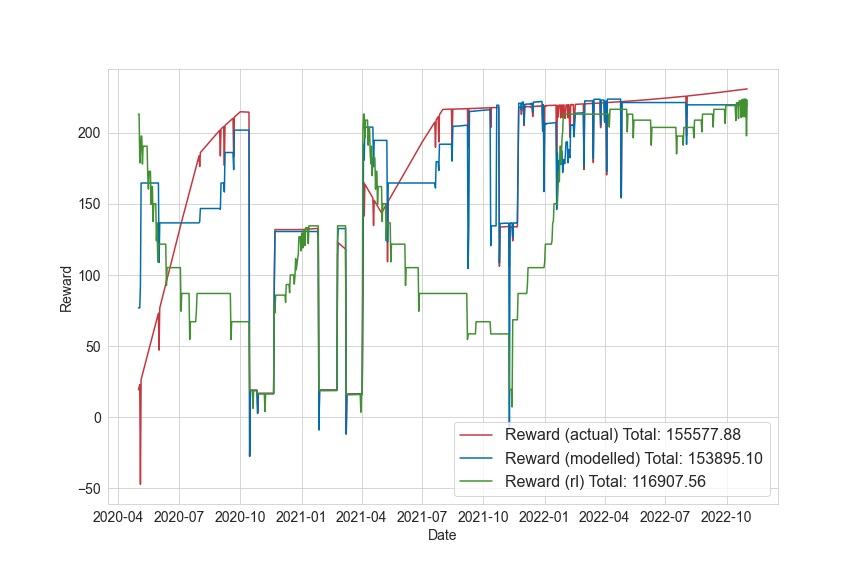 Reward
200
150
100
50
0
−50
2020-04 2020-07 2020-10 2021-01 2021-04 2021-07 2021-10 2022-01 2022-04 2022-07 2022-10
Date
Reward (actual) Total: 155577.88
Reward (modelled) Total: 153895.10
Reward (rl) Total: 116907.56